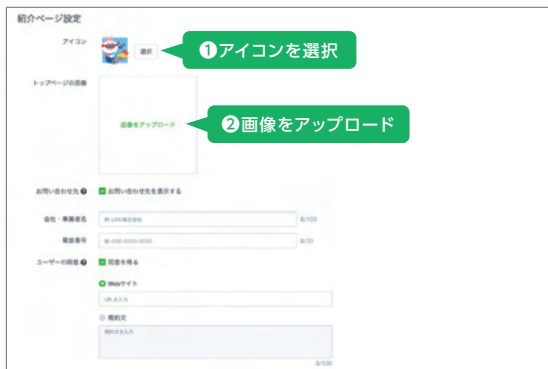 紹介ページ設定
アイコン
選択
❶アイコンを選択
トップページの画像
画像をアップロード
❷画像をアップロード
お問い合わせ先
お問い合わせ先を表示する
会社・事業者名
例:LINE株式会社
0/100
電話番号
例:000-0000-0000
0/30
ユーザーの同意
同意を得る
Webサイト
URLを入力
規約文
規約文を入力
0/500